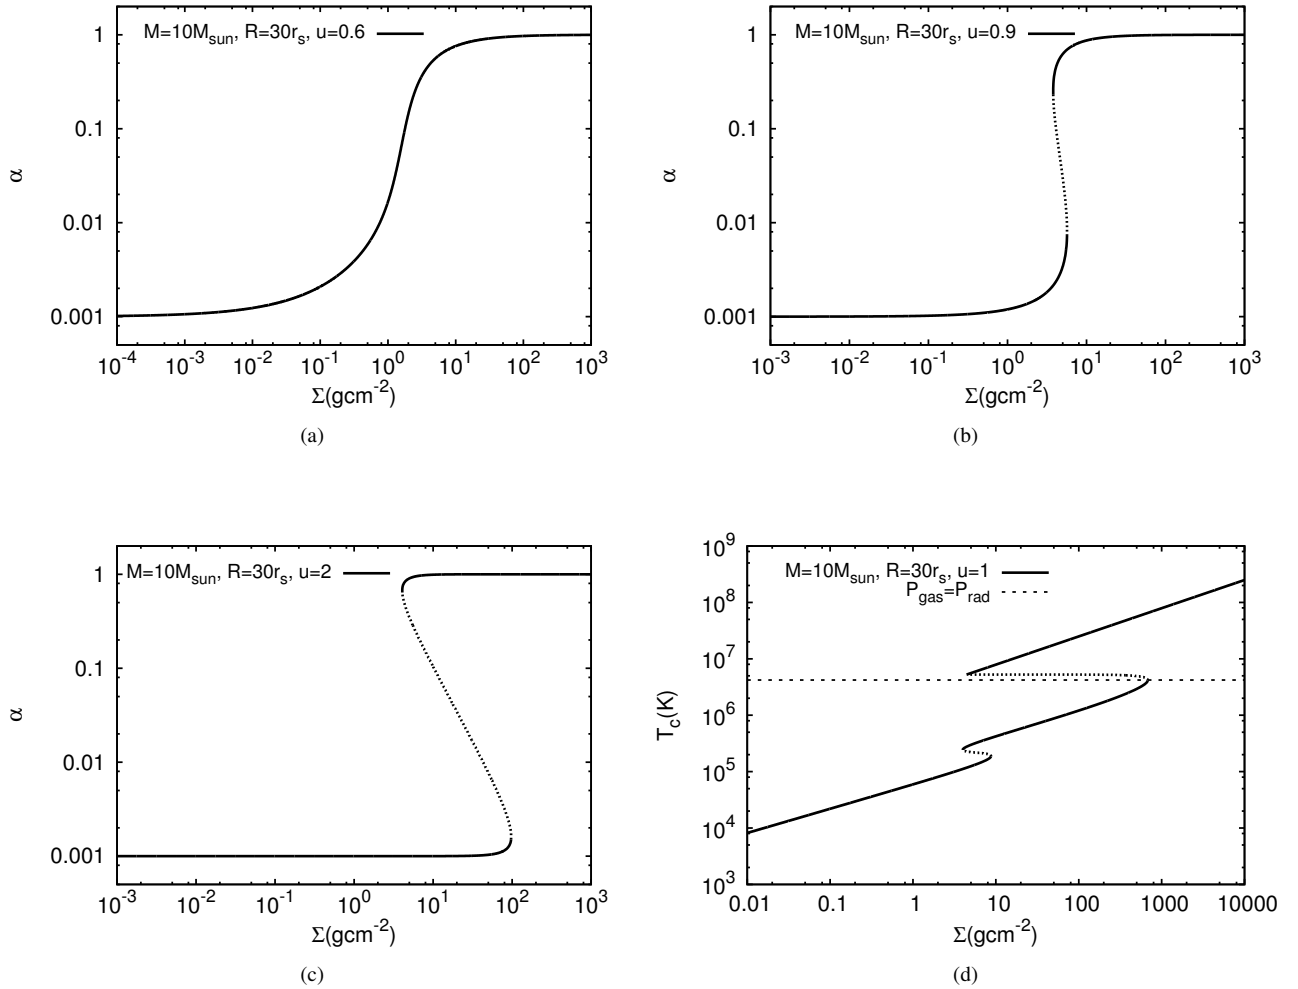 M=10M_sun, R=30r_s, u=0.6
1
0.1
0.01
0.001
α
10^-4 10^-3 10^-2 10^-1 10^0 10^1 10^2 10^3
Σ(gcm^-2)
(a)
M=10M_sun, R=30r_s, u=0.9
1
0.1
0.01
0.001
α
10^-3 10^-2 10^-1 10^0 10^1 10^2 10^3
Σ(gcm^-2)
(b)
M=10M_sun, R=30r_s, u=2
1
0.1
0.01
0.001
α
10^-3 10^-2 10^-1 10^0 10^1 10^2 10^3
Σ(gcm^-2)
(c)
M=10M_sun, R=30r_s, u=1
P_gas=P_rad
10^9
10^8
10^7
10^6
10^5
10^4
10^3
T_c(K)
0.01 0.1 1 10 100 1000 10000
Σ(gcm^-2)
(d)